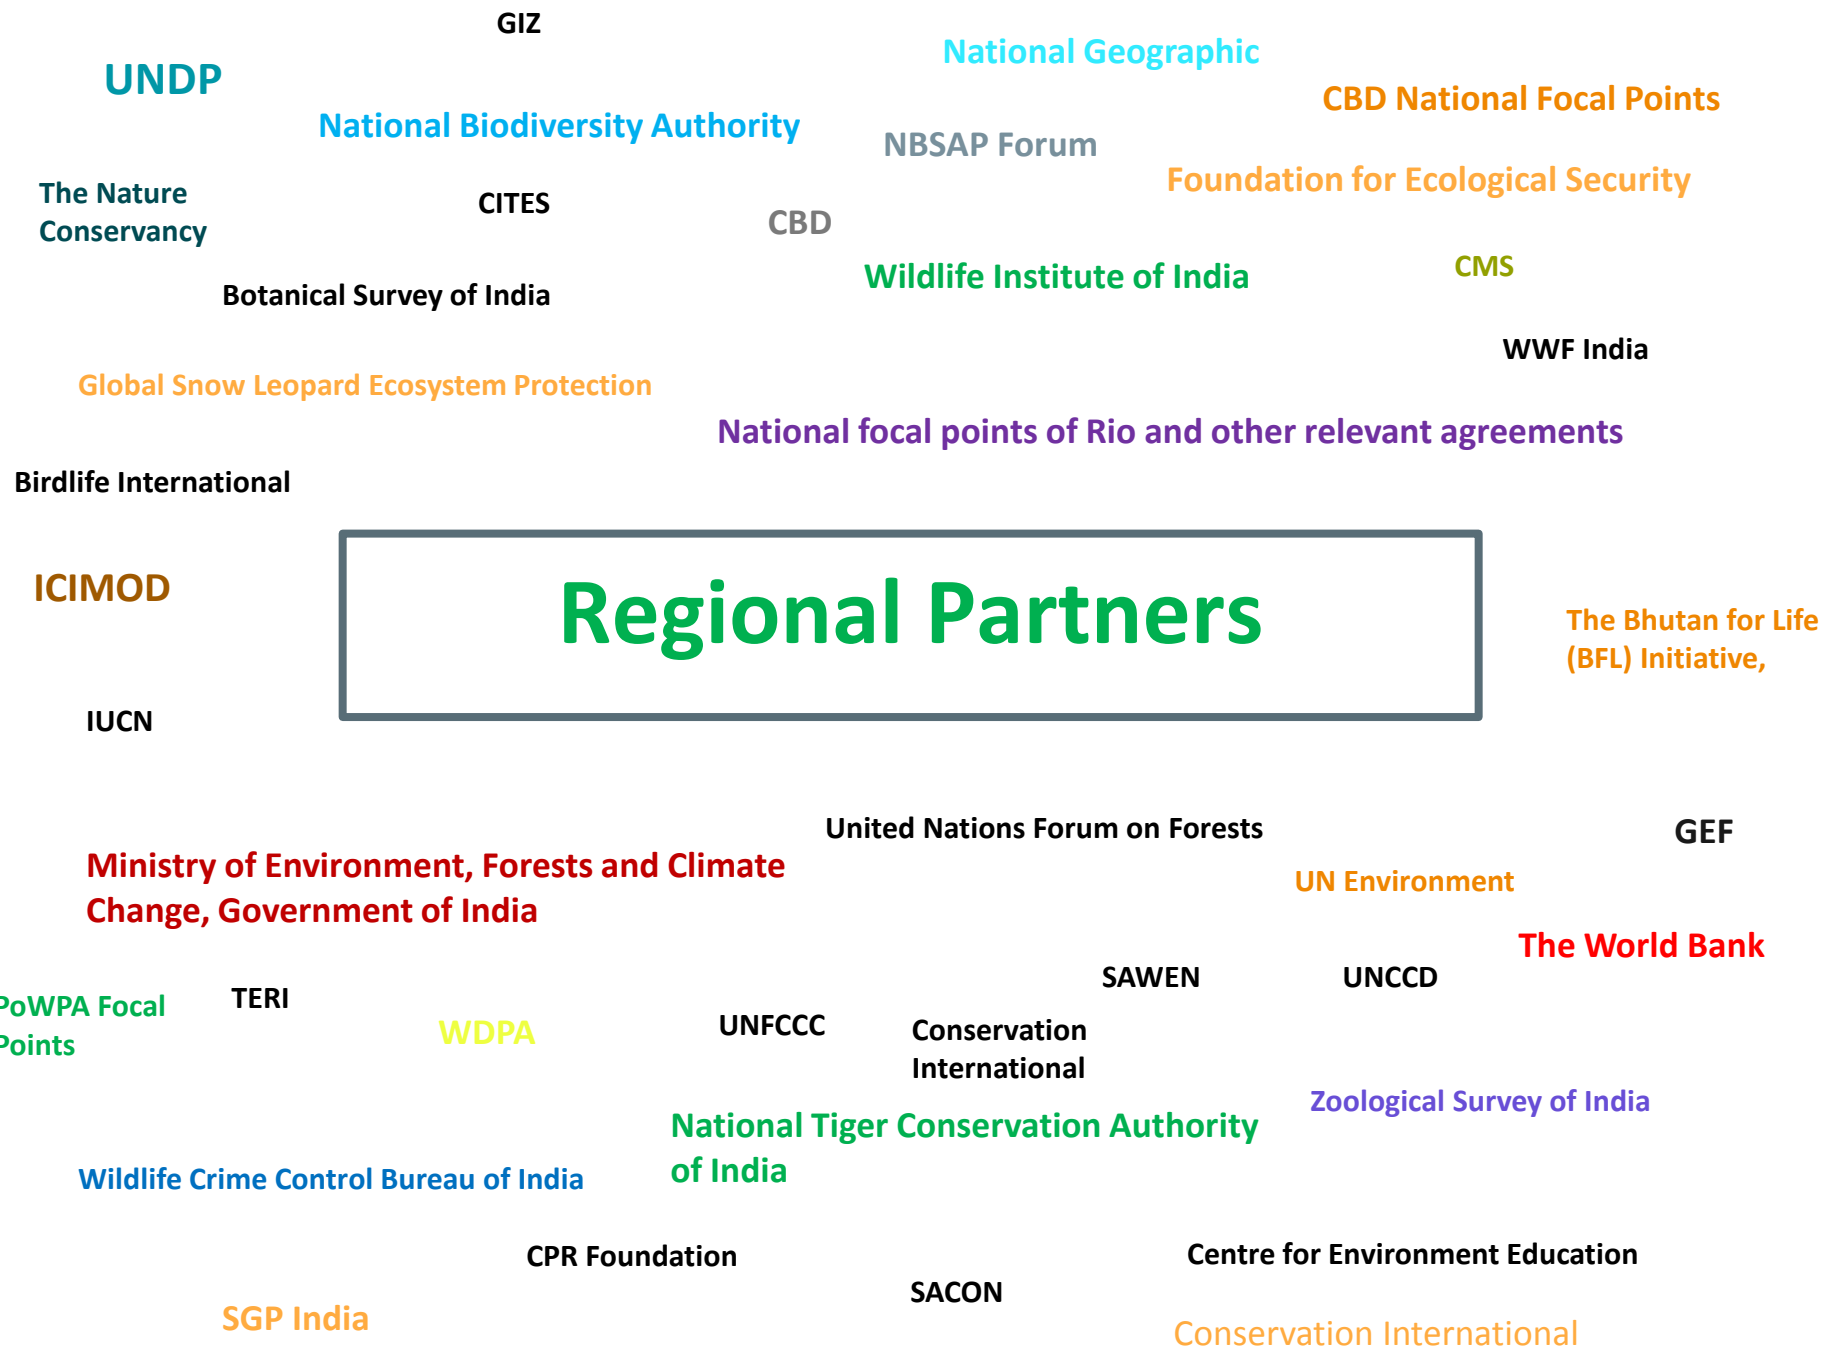 GIZ
National Geographic
UNDP
CBD National Focal Points
National Biodiversity Authority
NBSAP Forum
Foundation for Ecological Security
The Nature
Conservancy
CITES
CBD
Wildlife Institute of India
CMS
Botanical Survey of India
WWF India
Global Snow Leopard Ecosystem Protection
National focal points of Rio and other relevant agreements
Birdlife International
ICIMOD
Regional Partners
The Bhutan for Life
(BFL) Initiative,
IUCN
United Nations Forum on Forests
GEF
Ministry of Environment, Forests and Climate
Change, Government of India
UN Environment
The World Bank
SAWEN
UNCCD
PoWPA Focal
Points
TERI
WDPA
UNFCCC
Conservation
International
Zoological Survey of India
National Tiger Conservation Authority
of India
Wildlife Crime Control Bureau of India
CPR Foundation
Centre for Environment Education
SACON
SGP India
Conservation International